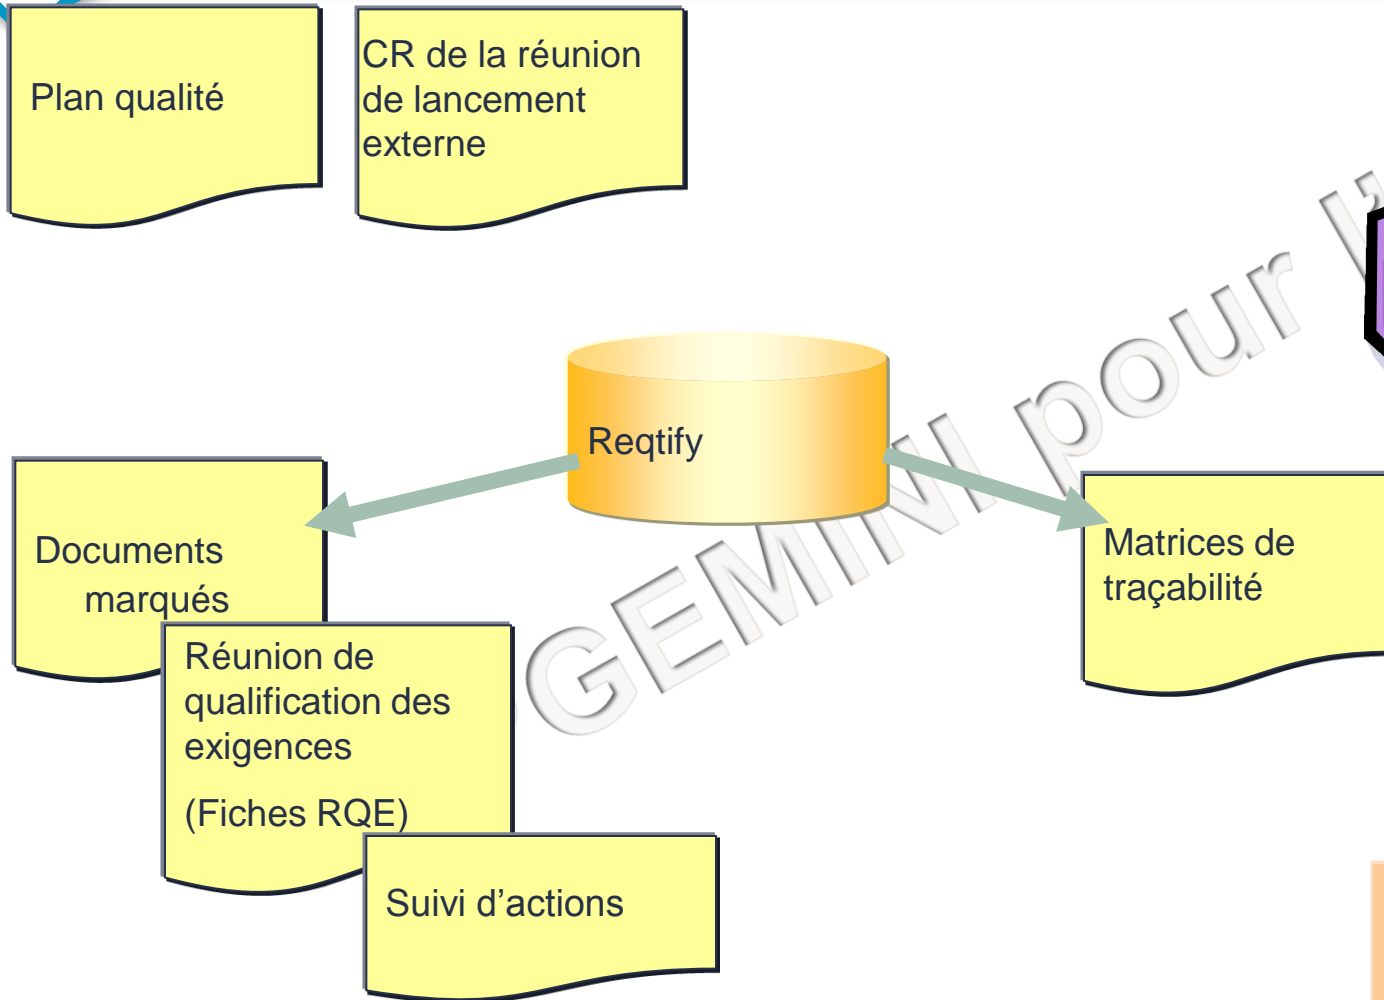 Plan qualité
CR de la réunion
de lancement
externe
Reqtify
Documents
marqués
Matrices de
traçabilité
Réunion de
qualification des
exigences
(Fiches RQE)
Suivi d’actions
GEMINI pour l’